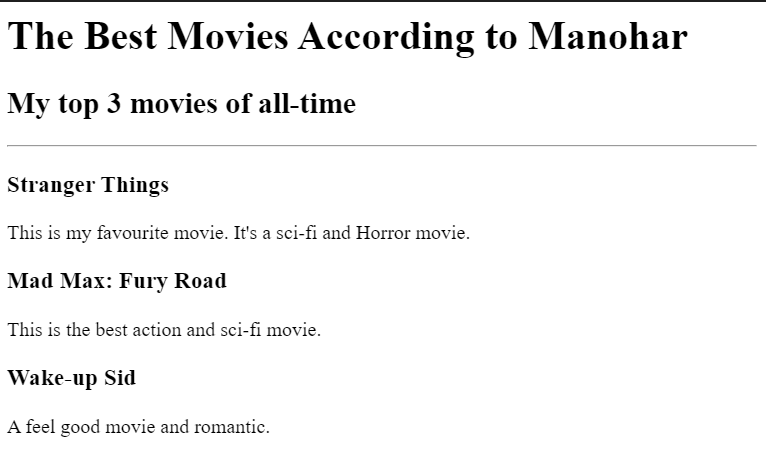 The Best Movies According to Manohar
My top 3 movies of all-time
Stranger Things
This is my favourite movie. It's a sci-fi and Horror movie.
Mad Max: Fury Road
This is the best action and sci-fi movie.
Wake-up Sid
A feel good movie and romantic.